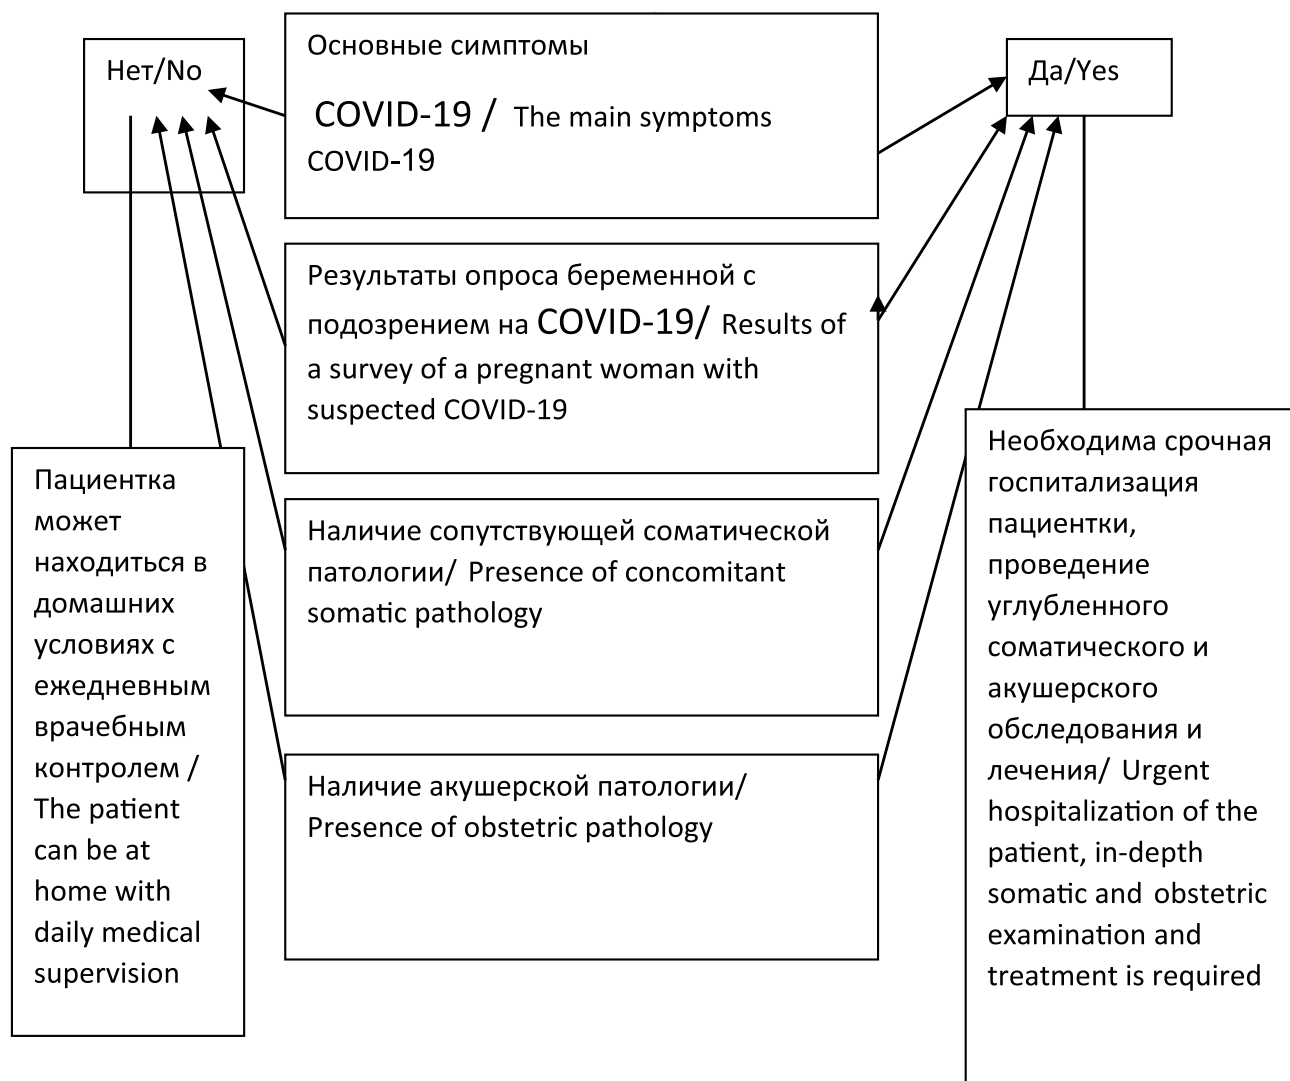 Нет/No
Основные симптомы
COVID-19 / The main symptoms
COVID-19
Да/Yes
Результаты опроса беременной с
подозрением на COVID-19/ Results of
a survey of a pregnant woman with
suspected COVID-19
Наличие сопутствующей соматической
патологии/ Presence of concomitant
somatic pathology
Наличие акушерской патологии/
Presence of obstetric pathology
Пациентка
может
находиться в
домашних
условиях с
ежедневным
врачебным
контролем /
The patient
can be at
home with
daily medical
supervision
Необходима срочная
госпитализация
пациентки,
проведение
углубленного
соматического и
акушерского
обследования и
лечения/ Urgent
hospitalization of the
patient, in-depth
somatic and obstetric
examination and
treatment is required